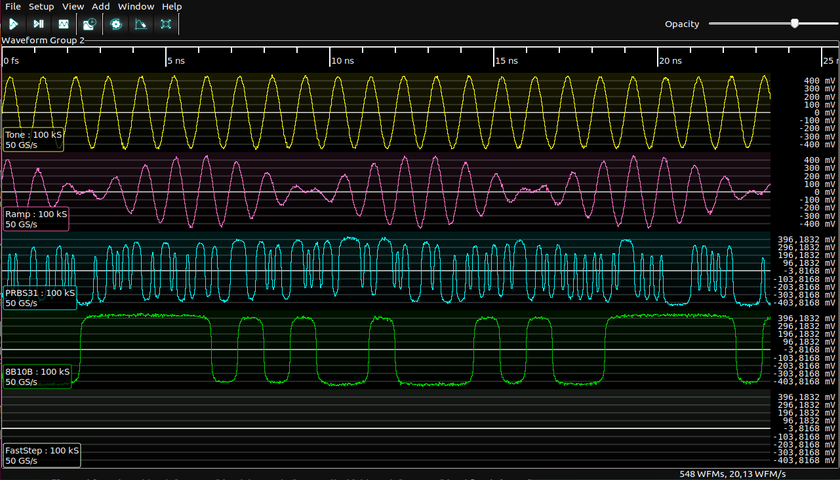 File Setup View Add Window Help
Opacity
Waveform Group 2
0 fs 5 ns 10 ns 15 ns 20 ns 25
400 mV
300 mV
200 mV
100 mV
0 mV
-100 mV
-200 mV
-300 mV
-400 mV
Tone : 100 kS
50 GS/s
400 mV
300 mV
200 mV
100 mV
0 mV
-100 mV
-200 mV
-300 mV
-400 mV
Ramp : 100 kS
50 GS/s
396,1832 mV
296,1832 mV
196,1832 mV
96,1832 mV
-3,8168 mV
-103,8168 mV
-203,8168 mV
-303,8168 mV
-403,8168 mV
PRBS31 : 100 kS
50 GS/s
396,1832 mV
296,1832 mV
196,1832 mV
96,1832 mV
-3,8168 mV
-103,8168 mV
-203,8168 mV
-303,8168 mV
-403,8168 mV
8B10B : 100 kS
50 GS/s
396,1832 mV
296,1832 mV
196,1832 mV
96,1832 mV
-3,8168 mV
-103,8168 mV
-203,8168 mV
-303,8168 mV
-403,8168 mV
FastStep : 100 kS
50 GS/s
548 WFMs, 20,13 WFM/s